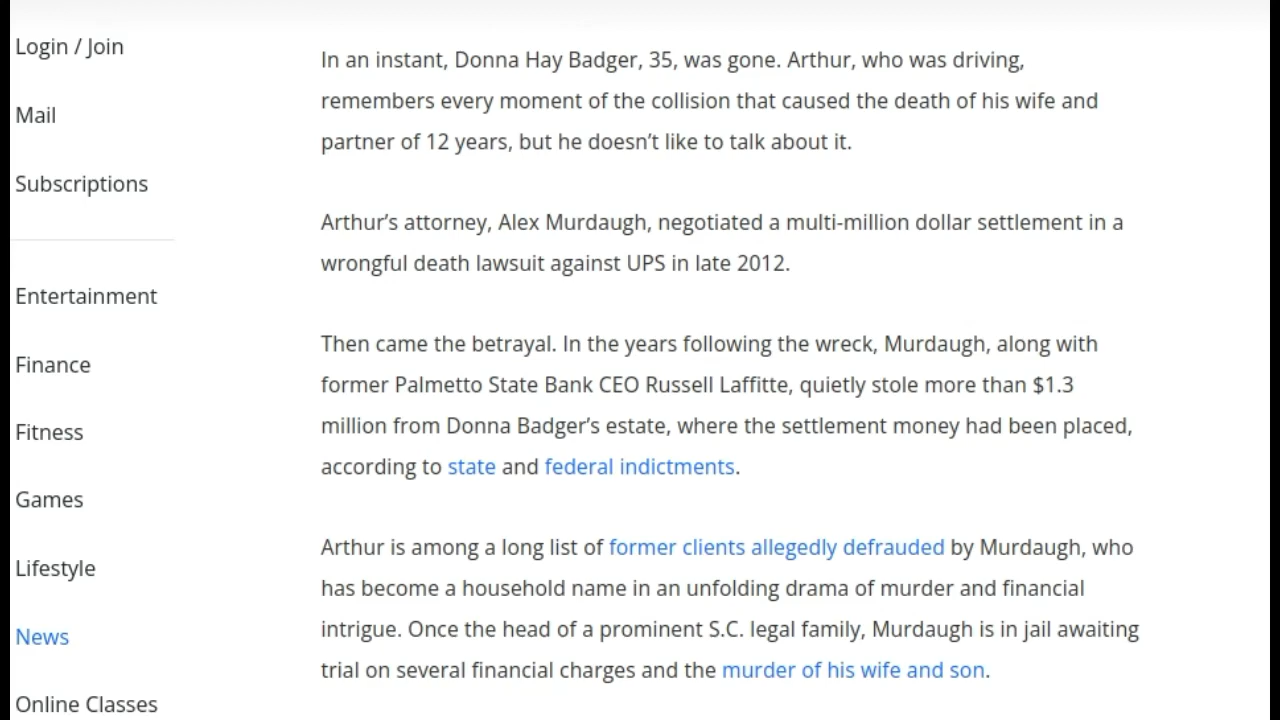 Login / Join
Mail
Subscriptions
Entertainment
Finance
Fitness
Games
Lifestyle
News
Online Classes
In an instant, Donna Hay Badger, 35, was gone. Arthur, who was driving,
remembers every moment of the collision that caused the death of his wife and
partner of 12 years, but he doesn’t like to talk about it.
Arthur’s attorney, Alex Murdaugh, negotiated a multi-million dollar settlement in a
wrongful death lawsuit against UPS in late 2012.
Then came the betrayal. In the years following the wreck, Murdaugh, along with
former Palmetto State Bank CEO Russell Laffitte, quietly stole more than $1.3
million from Donna Badger’s estate, where the settlement money had been placed,
according to state and federal indictments.
Arthur is among a long list of former clients allegedly defrauded by Murdaugh, who
has become a household name in an unfolding drama of murder and financial
intrigue. Once the head of a prominent S.C. legal family, Murdaugh is in jail awaiting
trial on several financial charges and the murder of his wife and son.